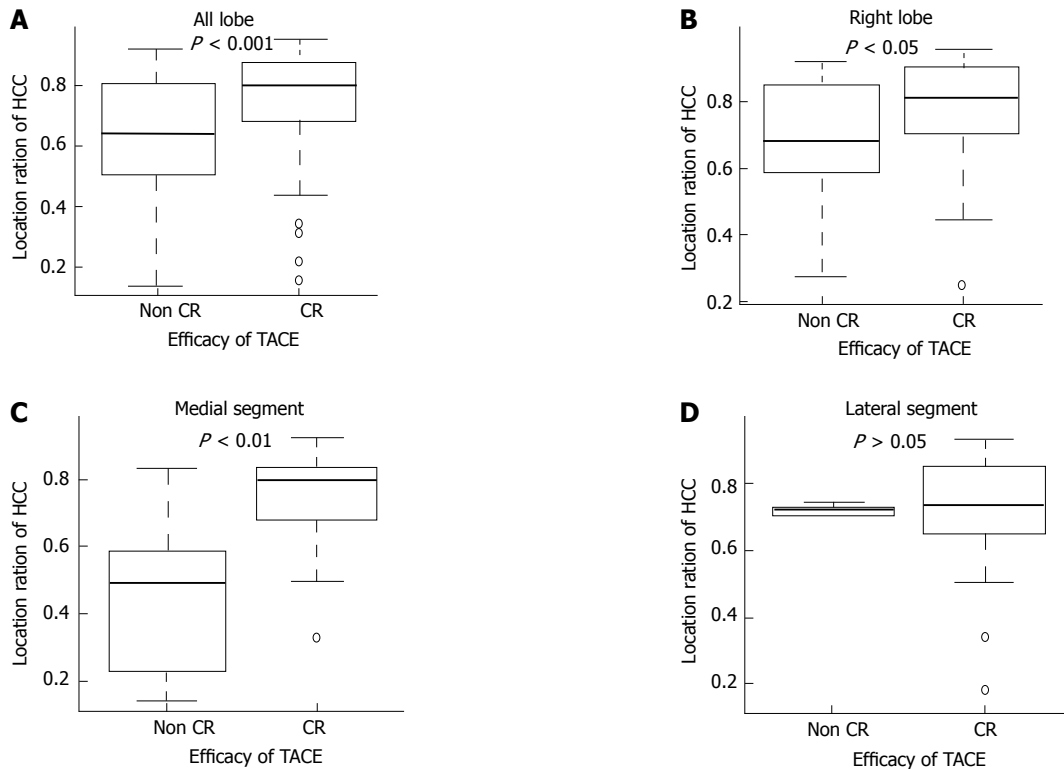 A
All lobe
P < 0.001
Location ration of HCC
0.8
0.6
0.4
0.2
Non CR
CR
Efficacy of TACE
B
Right lobe
P < 0.05
Location ration of HCC
0.8
0.6
0.4
0.2
Non CR
CR
Efficacy of TACE
C
Medial segment
P < 0.01
Location ration of HCC
0.8
0.6
0.4
0.2
Non CR
CR
Efficacy of TACE
D
Lateral segment
P > 0.05
Location ration of HCC
0.8
0.6
0.4
0.2
Non CR
CR
Efficacy of TACE